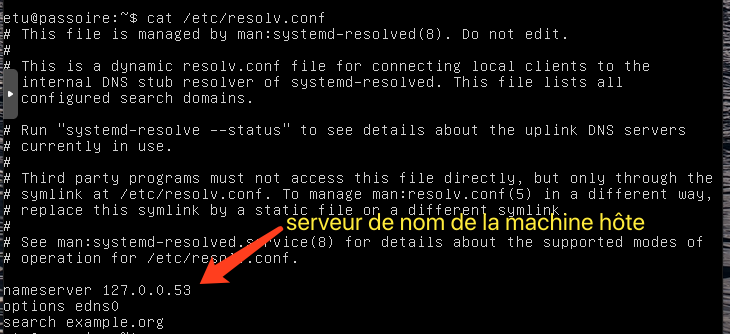 etu@passoire:~$ cat /etc/resolv.conf
# This file is managed by man:systemd-resolved(8). Do not edit.
#
# This is a dynamic resolv.conf file for connecting local clients to the
internal DNS stub resolver of systemd-resolved. This file lists all
configured search domains.
#
# Run "systemd-resolve --status" to see details about the uplink DNS servers
# currently in use.
#
# Third party programs must not access this file directly, but only through the
# symlink at /etc/resolv.conf. To manage man:resolv.conf(5) in a different way,
# replace this symlink by a static file or a different symlink.
#
serveur de nom de la machine hôte
# See man:systemd-resolved.service(8) for details about the supported modes of
# operation for /etc/resolv.conf.
nameserver 127.0.0.53
options edns0
search example.org